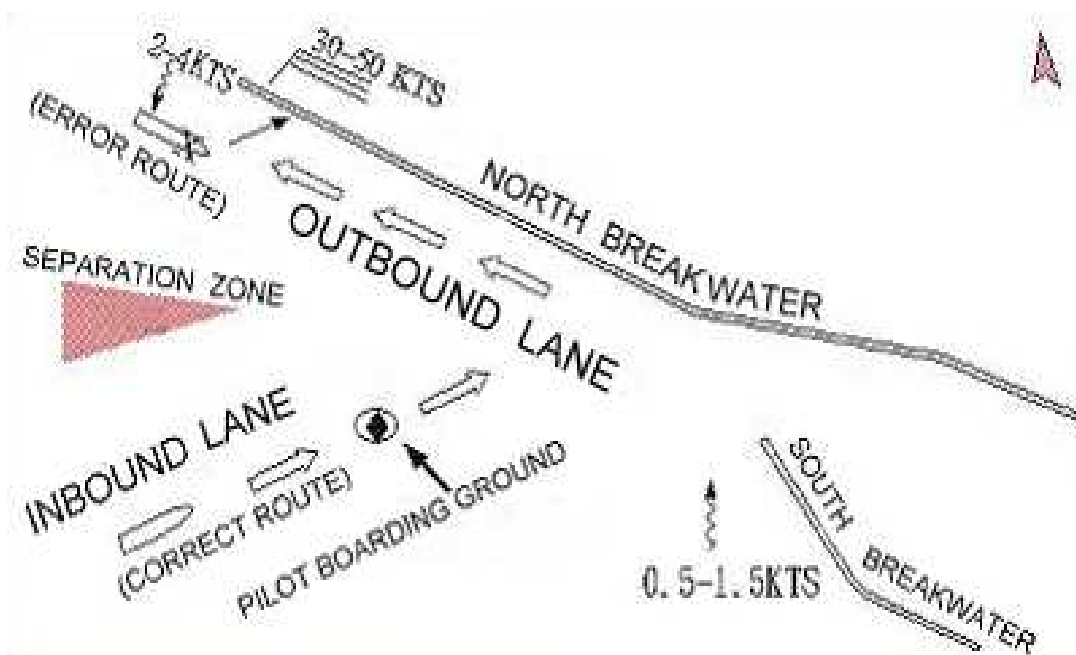 2-4KTS
30-50 KTS
(ERROR ROUTE)
NORTH BREAKWATER
OUTBOUND LANE
SEPARATION ZONE
INBOUND LANE
(CORRECT ROUTE)
PILOT BOARDING GROUND
SOUTH BREAKWATER
0.5-1.5KTS